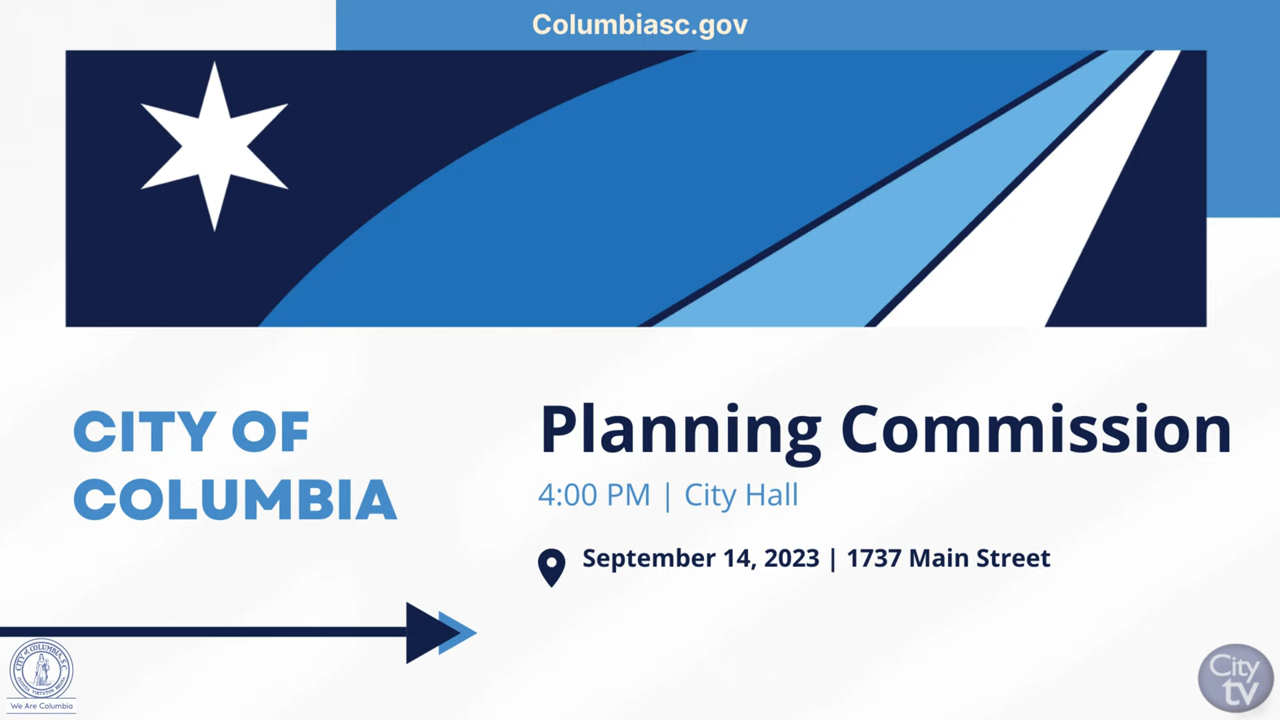 Columbiasc.gov
CITY OF
COLUMBIA
Planning Commission
4:00 PM | City Hall
September 14, 2023 | 1737 Main Street
We Are Columbia
City
tv